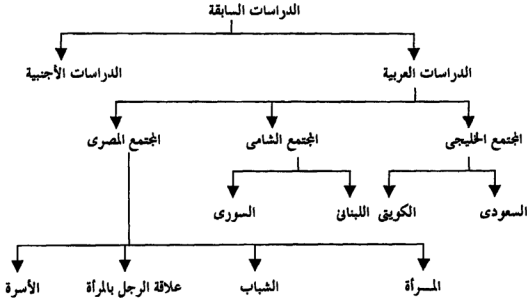 الدراسات السابقة
الدراسات العربية الدراسات الأجنبية
المجتمع الخليجى المجتمع الشامى المجتمع المصرى
السعودى الكويتى اللبنانى السورى
المرأة الشباب علاقة الرجل بالمرأة الأسرة